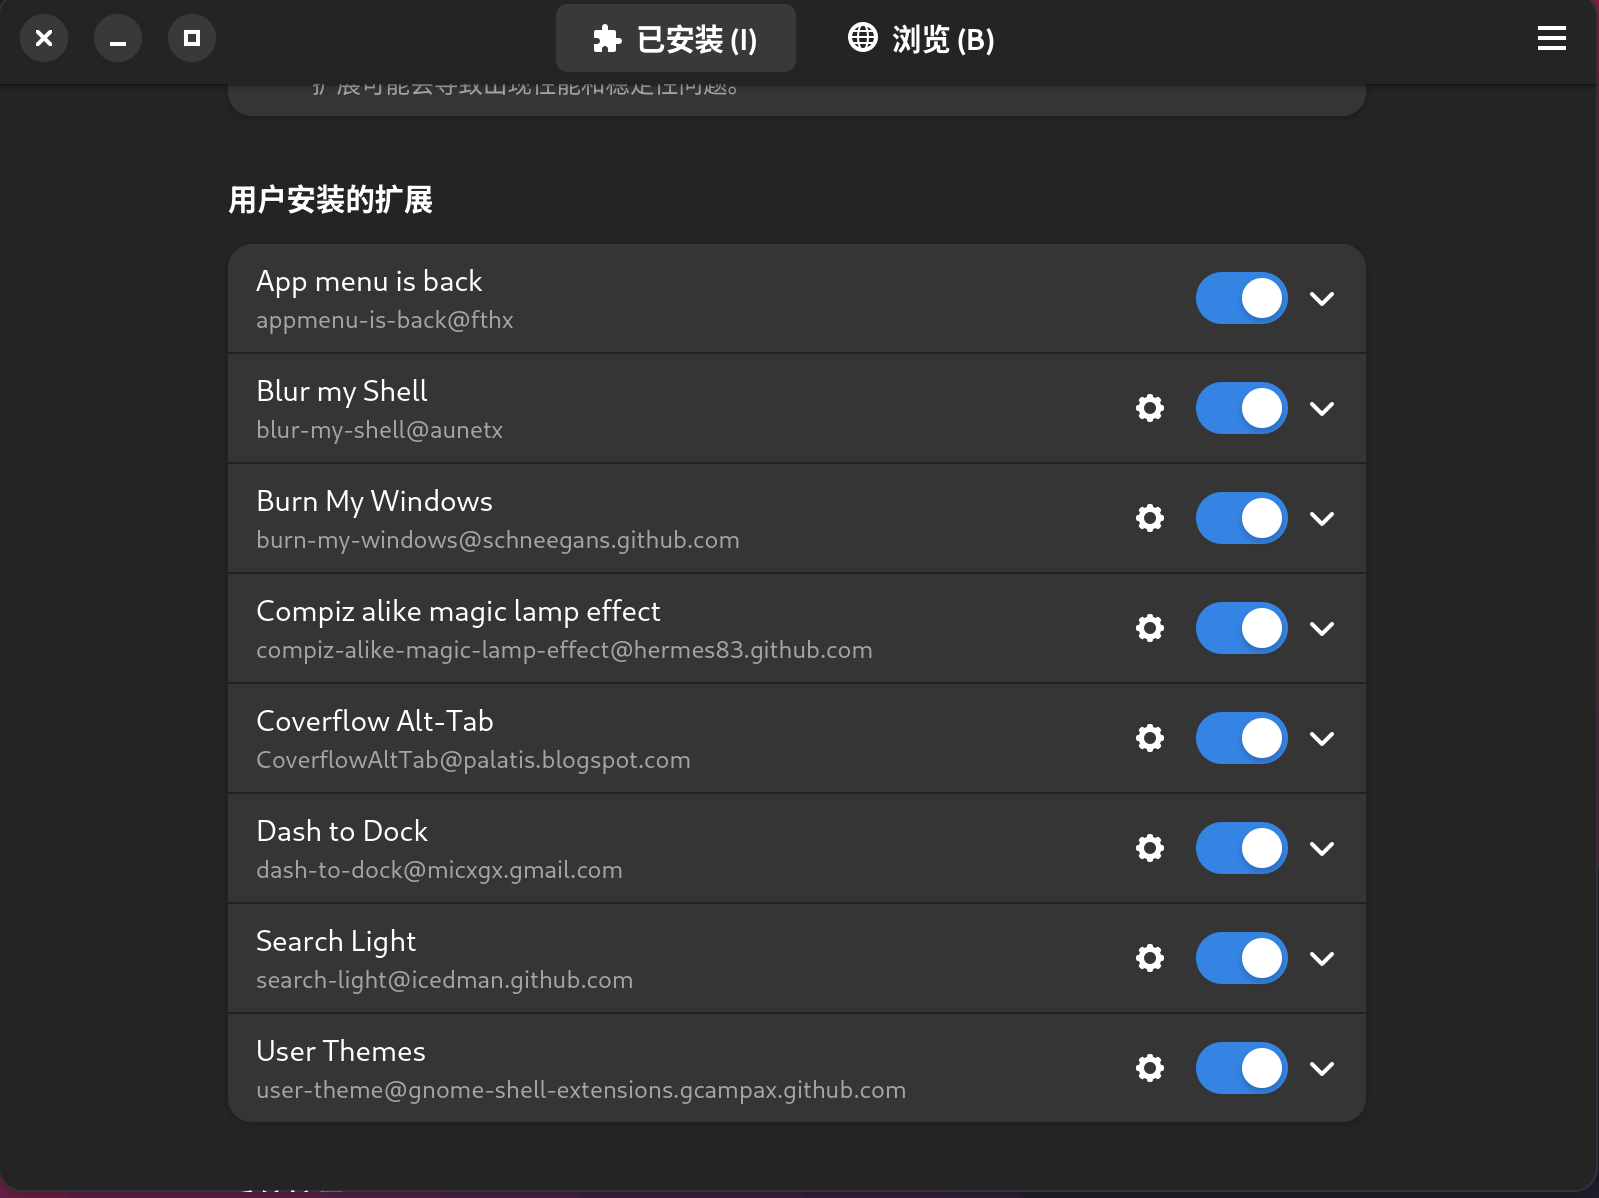 已安装 (I)
浏览 (B)
扩展可能会导致出现性能和稳定性问题。
用户安装的扩展
App menu is back
appmenu-is-back@fthx
Blur my Shell
blur-my-shell@aunetx
Burn My Windows
burn-my-windows@schneegans.github.com
Compiz alike magic lamp effect
compiz-alike-magic-lamp-effect@hermes83.github.com
Coverflow Alt-Tab
CoverflowAltTab@palatis.blogspot.com
Dash to Dock
dash-to-dock@micxgx.gmail.com
Search Light
search-light@icedman.github.com
User Themes
user-theme@gnome-shell-extensions.gcampax.github.com